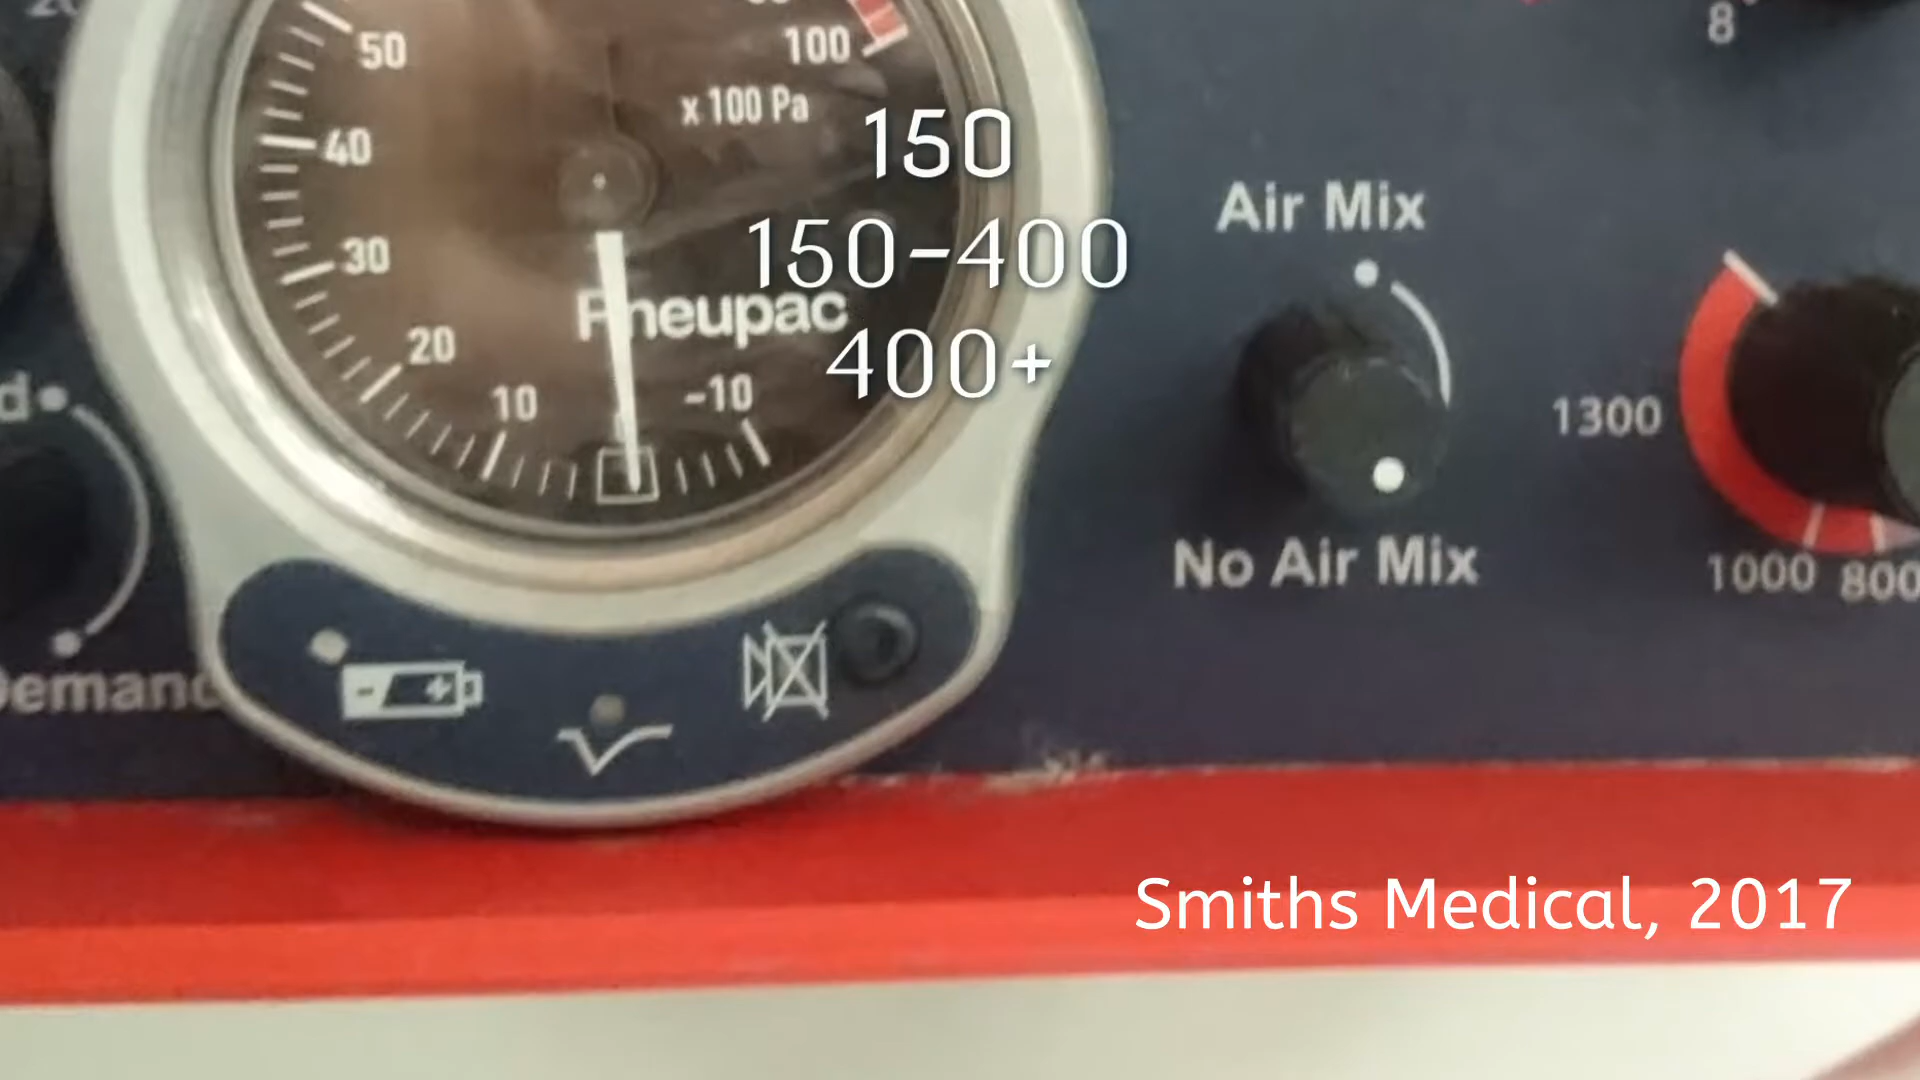 50
100
8
x 100 Pa
150
40
Air Mix
150-400
30
Pneupac
20
400+
10
-10
1300
No Air Mix
1000 800
Demand
Smiths Medical, 2017